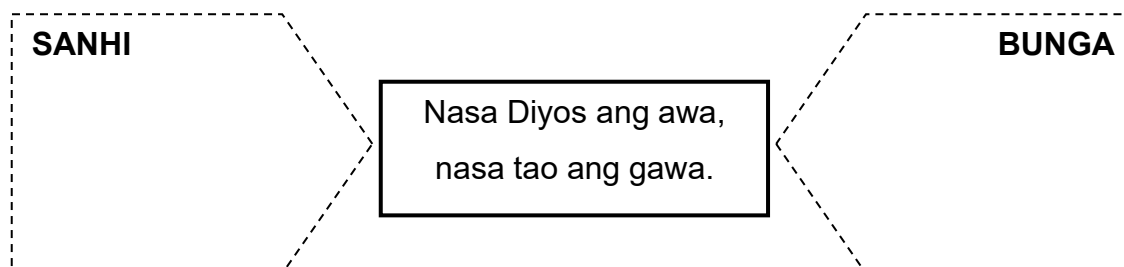 SANHI
BUNGA
Nasa Diyos ang awa,
nasa tao ang gawa.